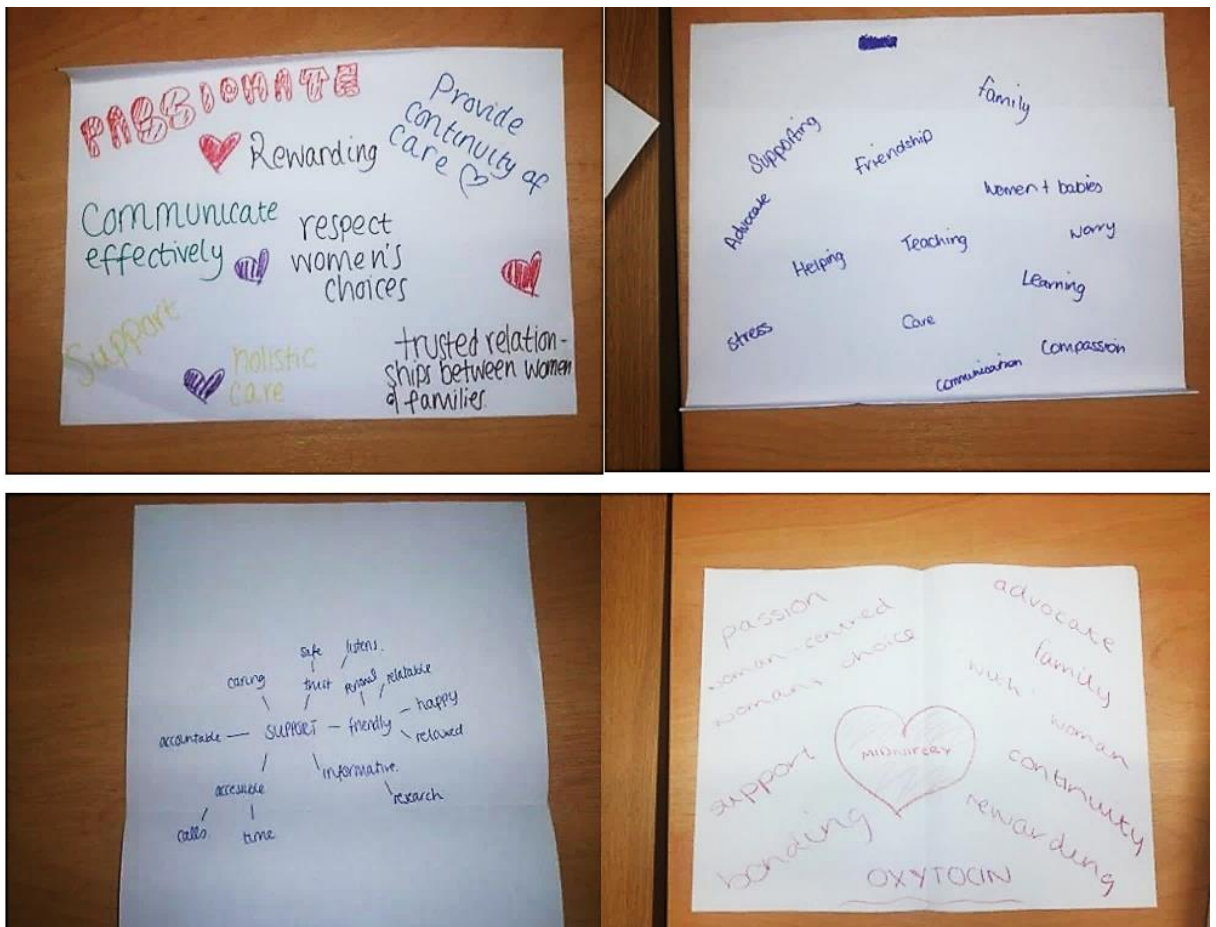 PASSIONATE
Rewarding
Provide
continuity of
care
Communicate
effectively
respect
women's
choices
Support
holistic
care
trusted relation-
ships between women
& families.
family
Supporting
Friendship
women + babies
Advocate
Teaching
worry
Helping
Learning
Stress
Care
Compassion
Communication
safe
listens.
caring
trust
personal
relatable
accountable
SUPPORT
friendly
happy
relaxed
informative.
research
accessible
calls
time
passion
woman-centred
woman's choice
support
bonding
MIDWIFERY
advocate
family
with woman
continuity
rewarding
OXYTOCIN